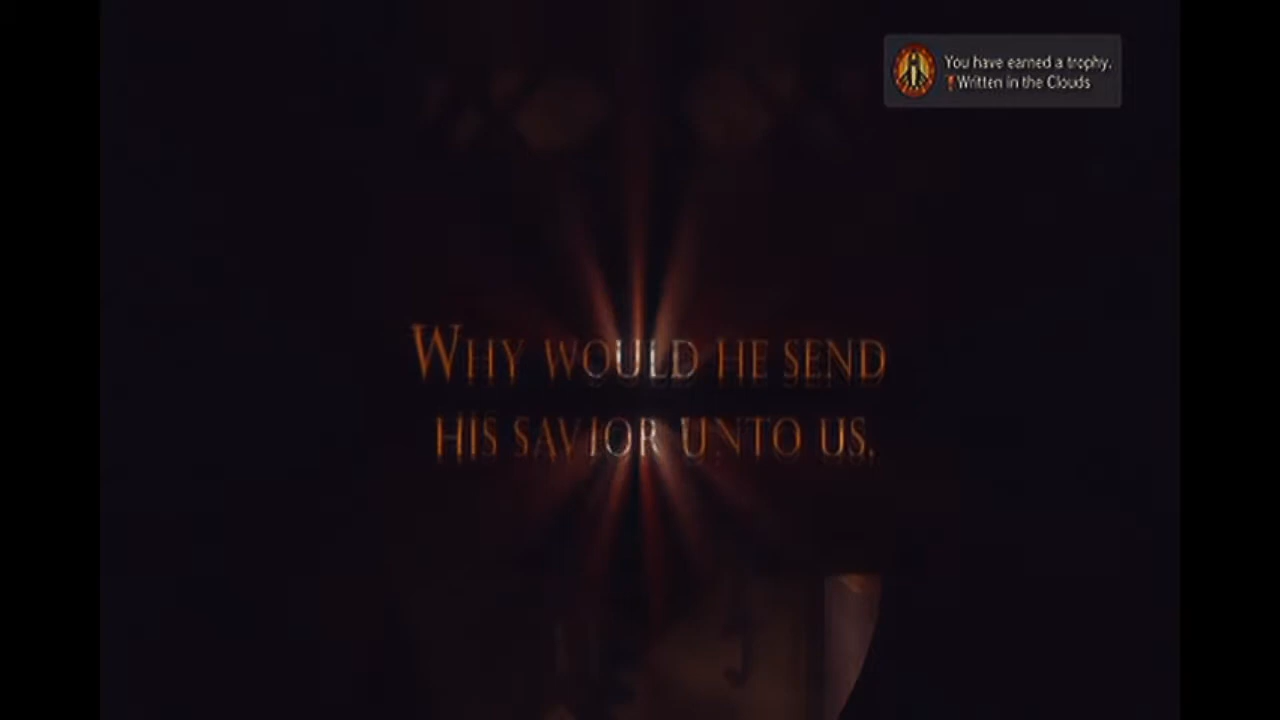 You have earned a trophy.
Written in the Clouds
WHY WOULD HE SEND
HIS SAVIOR UNTO US.